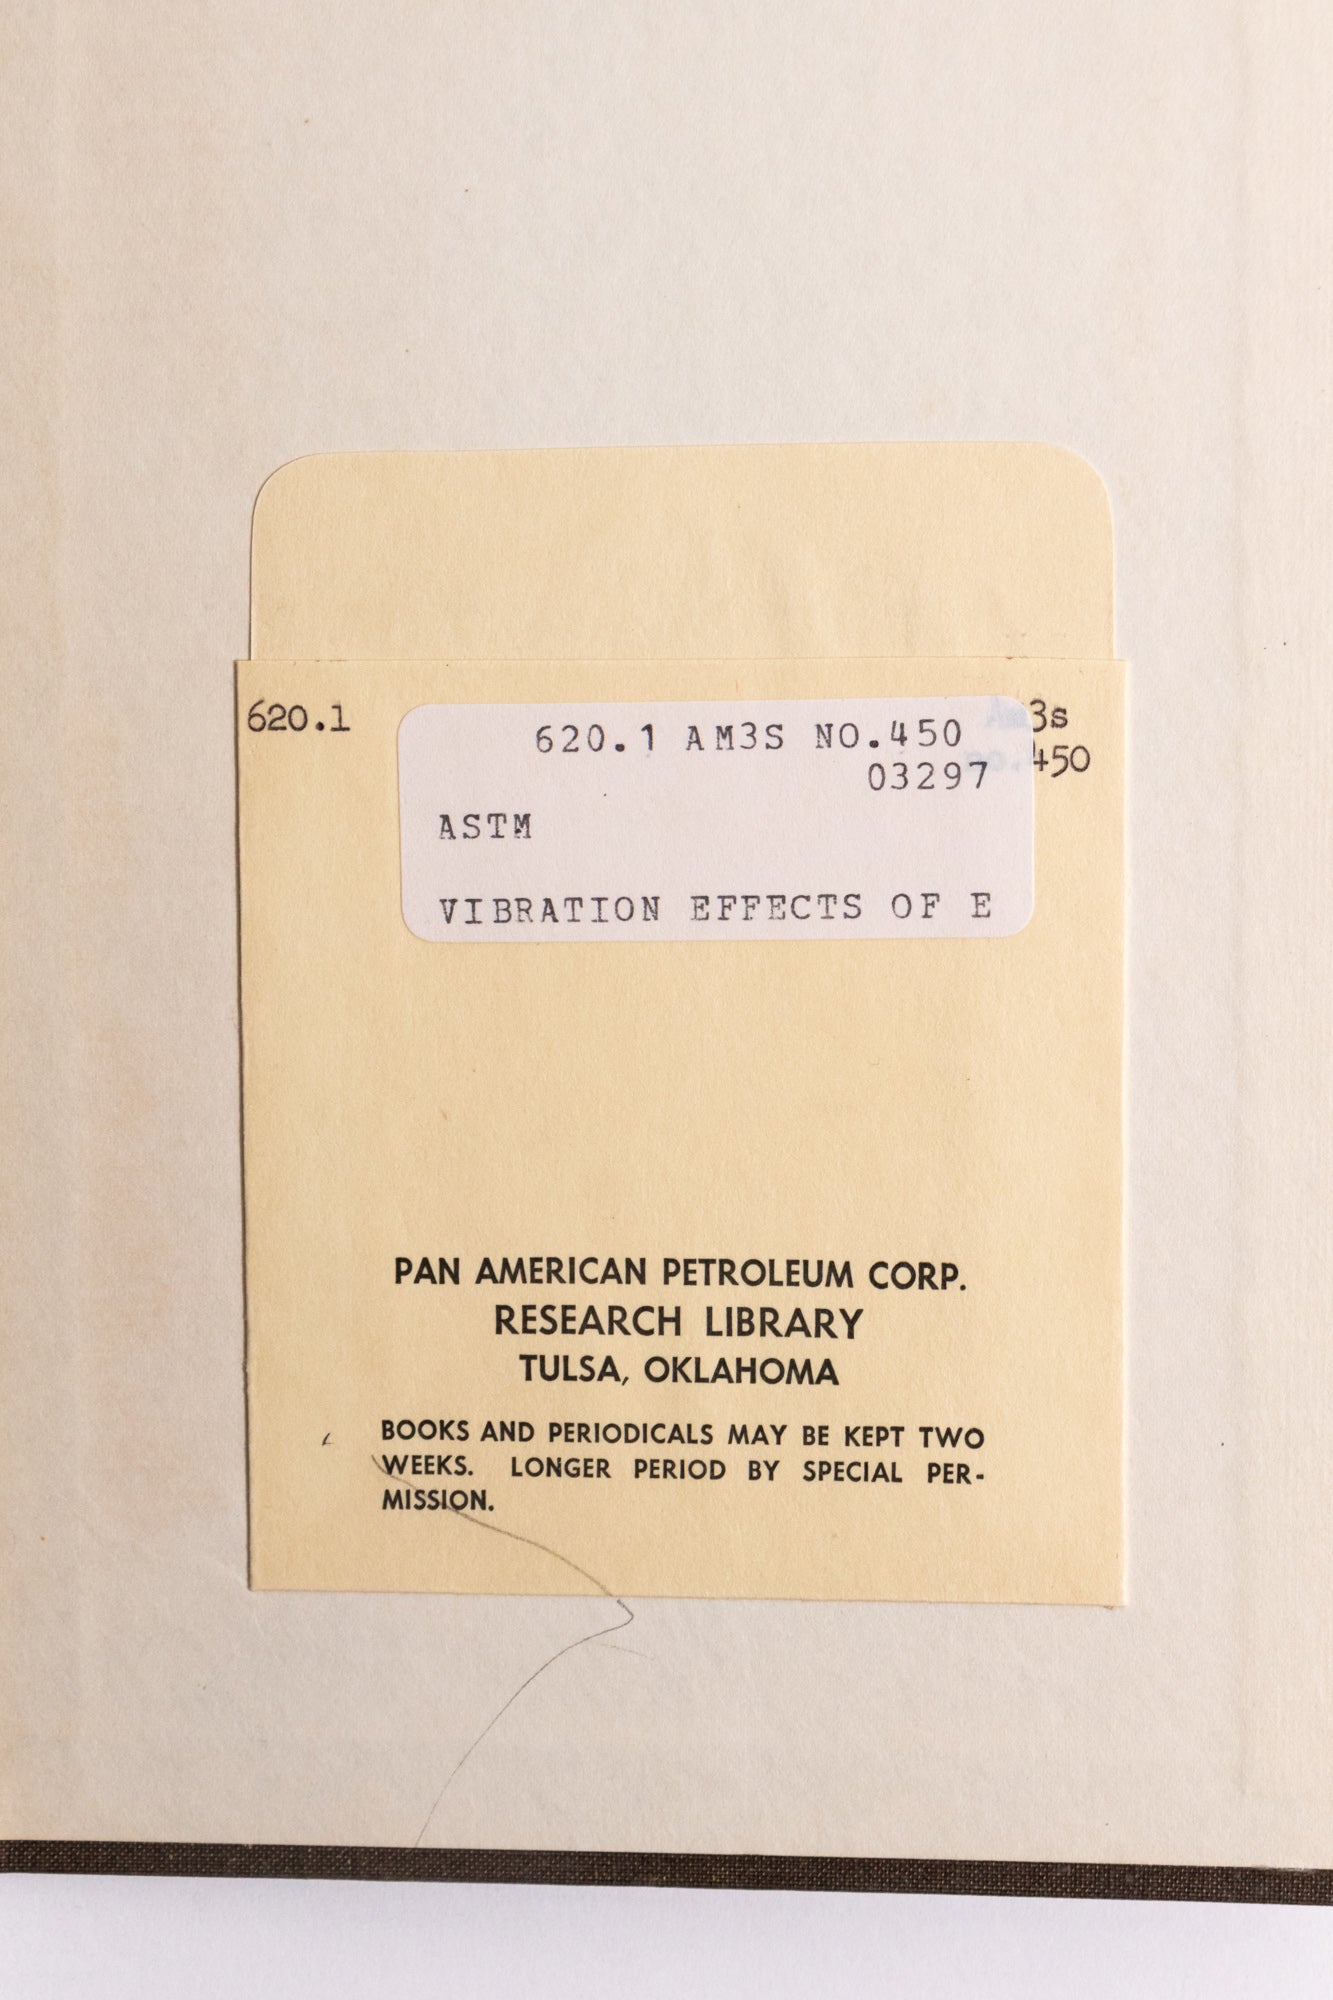 620.1
3s
450
620.1 AM3S NO.450
03297
ASTM
VIBRATION EFFECTS OF E
PAN AMERICAN PETROLEUM CORP.
RESEARCH LIBRARY
TULSA, OKLAHOMA
BOOKS AND PERIODICALS MAY BE KEPT TWO
WEEKS. LONGER PERIOD BY SPECIAL PER-
MISSION.